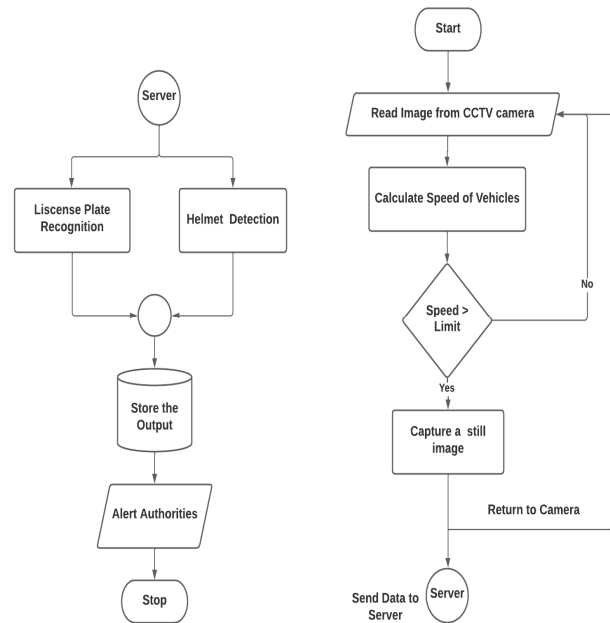 Server
Liscense Plate
Recognition
Helmet Detection
Store the
Output
Alert Authorities
Stop
Start
Read Image from CCTV camera
Calculate Speed of Vehicles
Speed >
Limit
No
Yes
Capture a still
image
Return to Camera
Server
Send Data to
Server